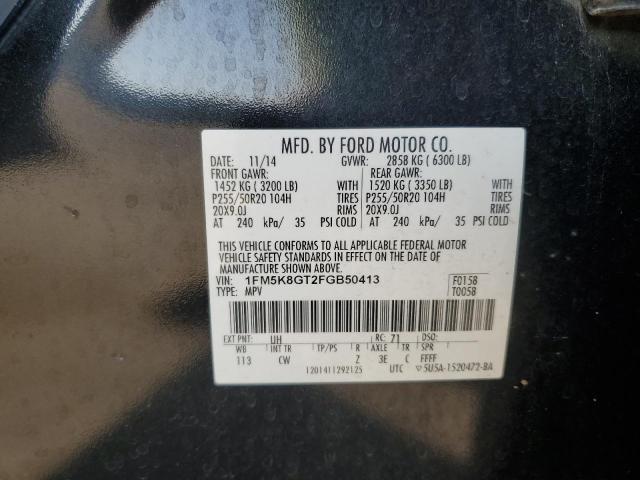 MFD. BY FORD MOTOR CO.
DATE: 11/14 GVWR: 2858 KG ( 6300 LB)
FRONT GAWR: REAR GAWR:
1452 KG ( 3200 LB) WITH 1520 KG ( 3350 LB) WITH
P255/50R20 104H TIRES P255/50R20 104H TIRES
20X9.0J RIMS 20X9.0J RIMS
AT 240 kPa/ 35 PSI COLD AT 240 kPa/ 35 PSI COLD
THIS VEHICLE CONFORMS TO ALL APPLICABLE FEDERAL MOTOR
VEHICLE SAFETY STANDARDS IN EFFECT ON THE DATE OF
MANUFACTURE SHOWN ABOVE.
VIN: 1FM5K8GT2FGB50413 F0158
TYPE: MPV T0058
EXT PNT: UH RC: 71 DSO:
WB INT TR TP/PS R AXLE TR SPR
113 CW Z 3E C FFFF
1201411292125 UTC ▽5U5A-1520472-BA